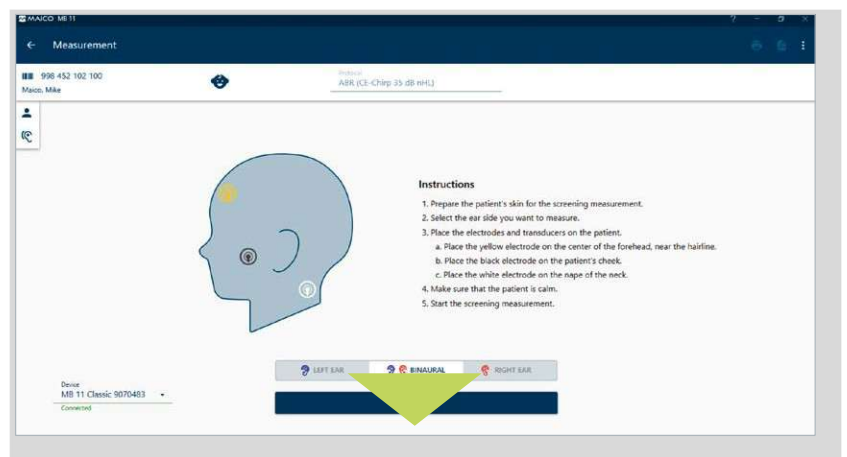 MAICO MB 11
? – ×
← Measurement
998 452 102 100
Maico, Mike
Protocol
ABR (CE-Chirp 35 dB nHL)
Instructions
1. Prepare the patient's skin for the screening measurement.
2. Select the ear side you want to measure.
3. Place the electrodes and transducers on the patient.
a. Place the yellow electrode on the center of the forehead, near the hairline.
b. Place the black electrode on the patient's cheek.
c. Place the white electrode on the nape of the neck.
4. Make sure that the patient is calm.
5. Start the screening measurement.
LEFT EAR BINAURAL RIGHT EAR
Device
MB 11 Classic 9070483
Connected